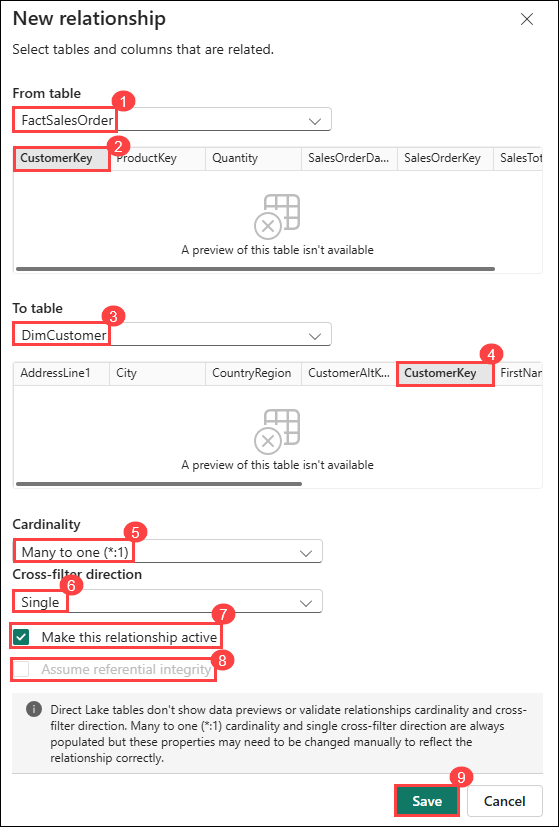 New relationship
Select tables and columns that are related.
From table
1
FactSalesOrder
2
CustomerKey ProductKey Quantity SalesOrderDa... SalesOrderKey SalesTot
A preview of this table isn't available
To table
3
DimCustomer
4
AddressLine1 City CountryRegion CustomerAltK... CustomerKey FirstNam
A preview of this table isn't available
Cardinality
5
Many to one (*:1)
Cross-filter direction
6
Single
7
Make this relationship active
8
Assume referential integrity
Direct Lake tables don't show data previews or validate relationships cardinality and cross-
filter direction. Many to one (*:1) cardinality and single cross-filter direction are always
populated but these properties may need to be changed manually to reflect the
relationship correctly.
9
Save Cancel